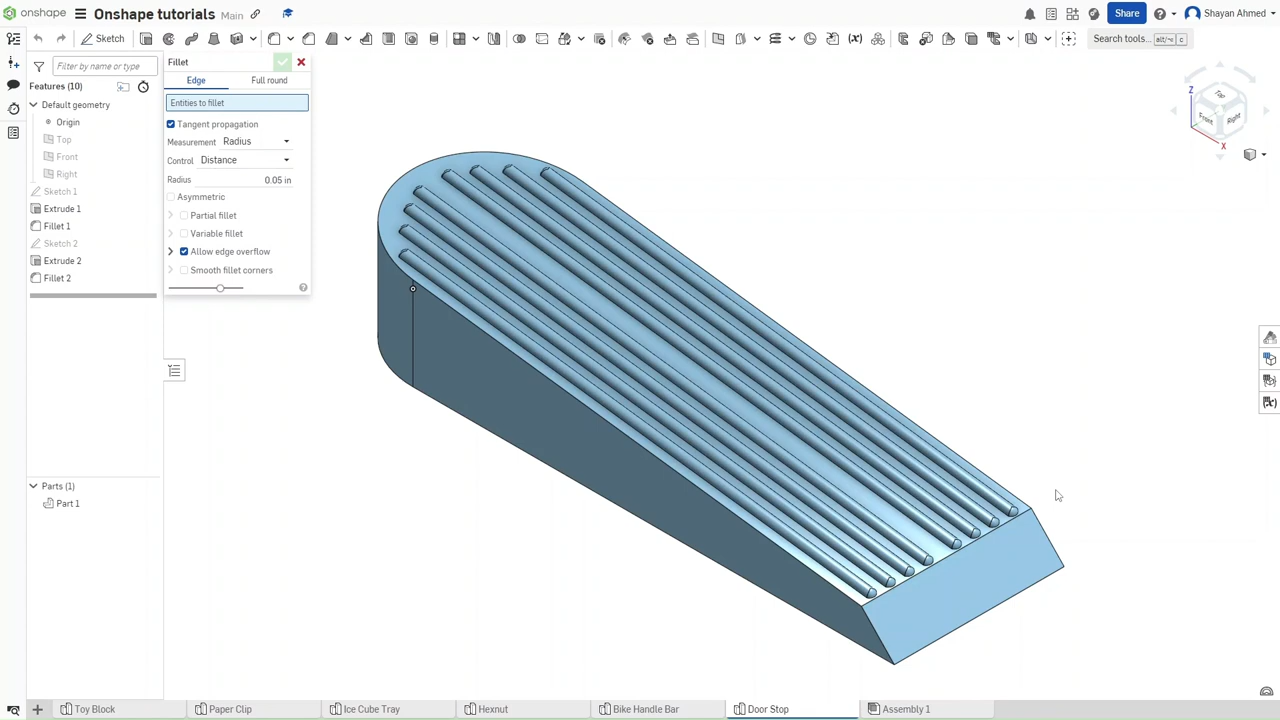 onshape Onshape tutorials Main Share Shayan Ahmed
Sketch Search tools... alt/⌥ c
Filter by name or type
Features (10)
Default geometry
Origin
Top
Front
Right
Sketch 1
Extrude 1
Fillet 1
Sketch 2
Extrude 2
Fillet 2
Parts (1)
Part 1
Fillet
Edge Full round
Entities to fillet
Tangent propagation
Measurement Radius
Control Distance
Radius 0.05 in
Asymmetric
Partial fillet
Variable fillet
Allow edge overflow
Smooth fillet corners
Z
Top
Front Right
X
Toy Block Paper Clip Ice Cube Tray Hexnut Bike Handle Bar Door Stop Assembly 1